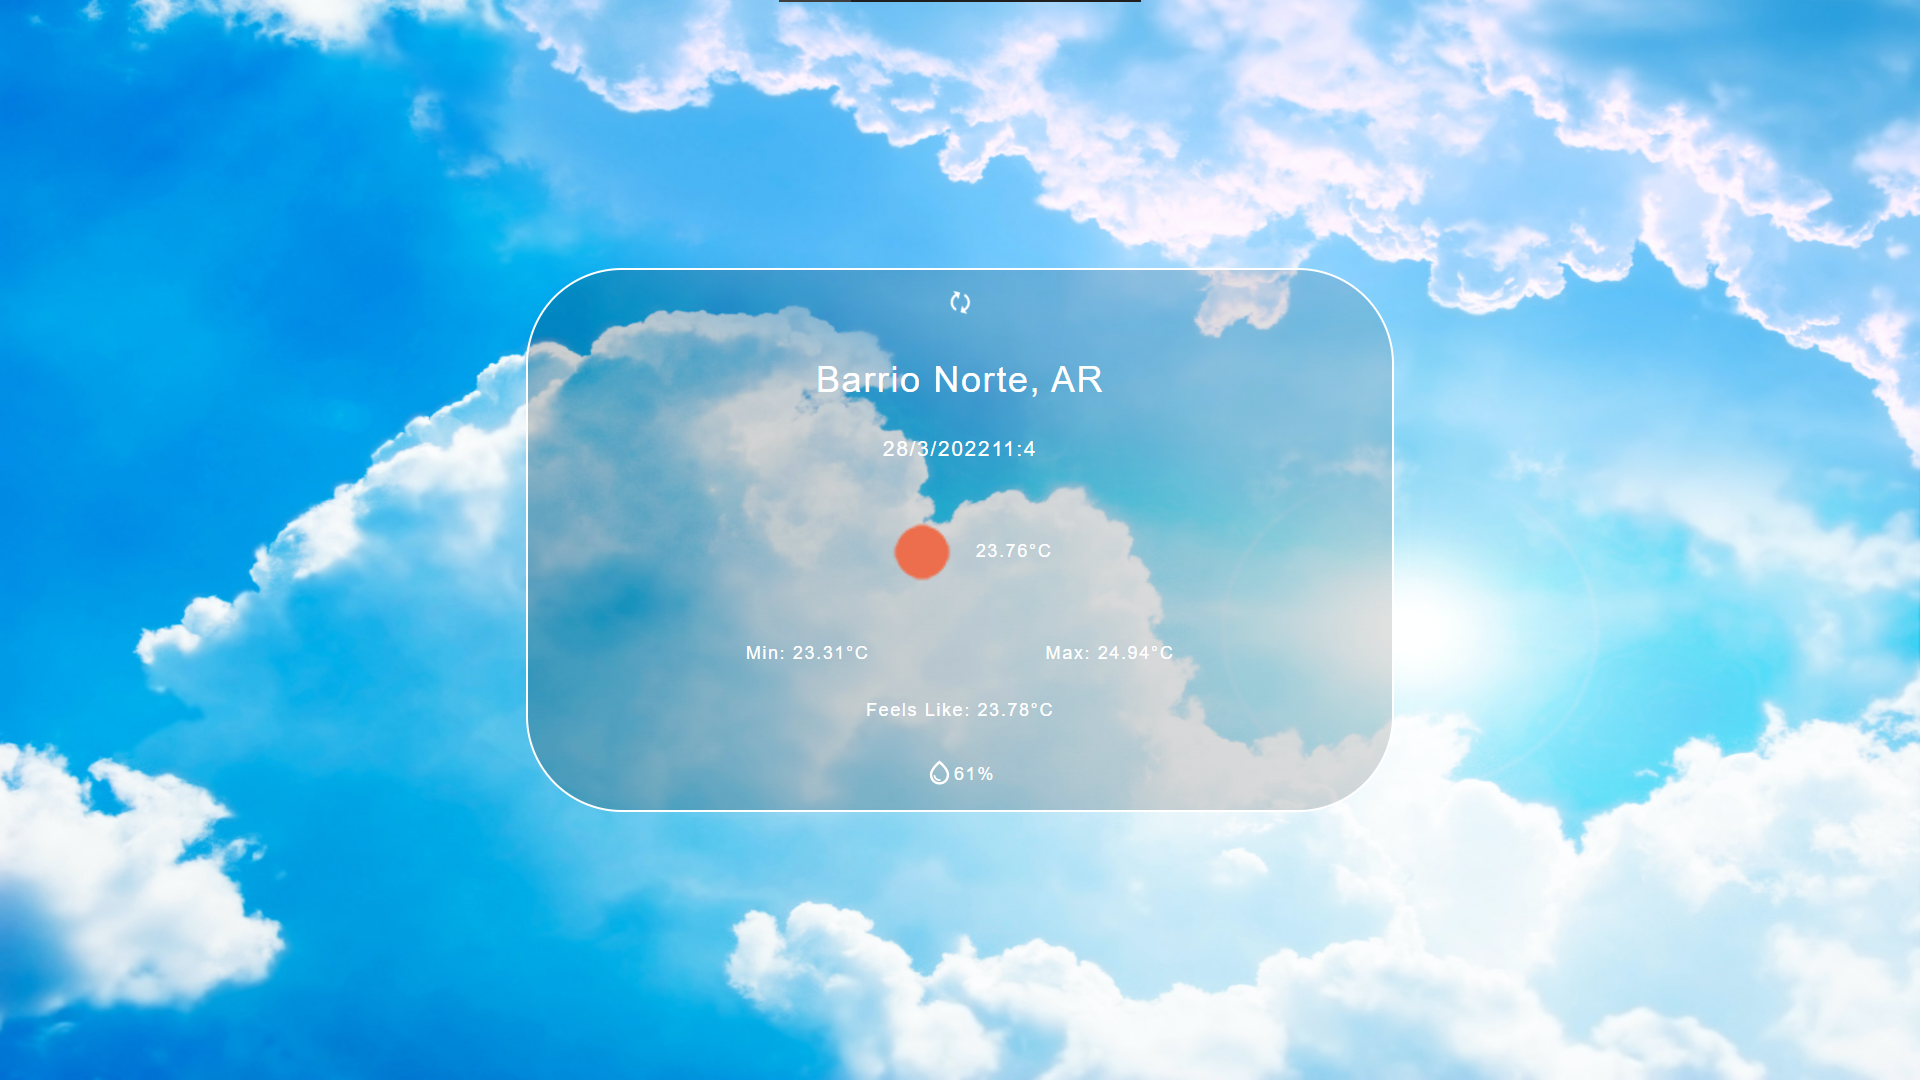 Barrio Norte, AR
28/3/202211:4
23.76°C
Min: 23.31°C Max: 24.94°C
Feels Like: 23.78°C
61%